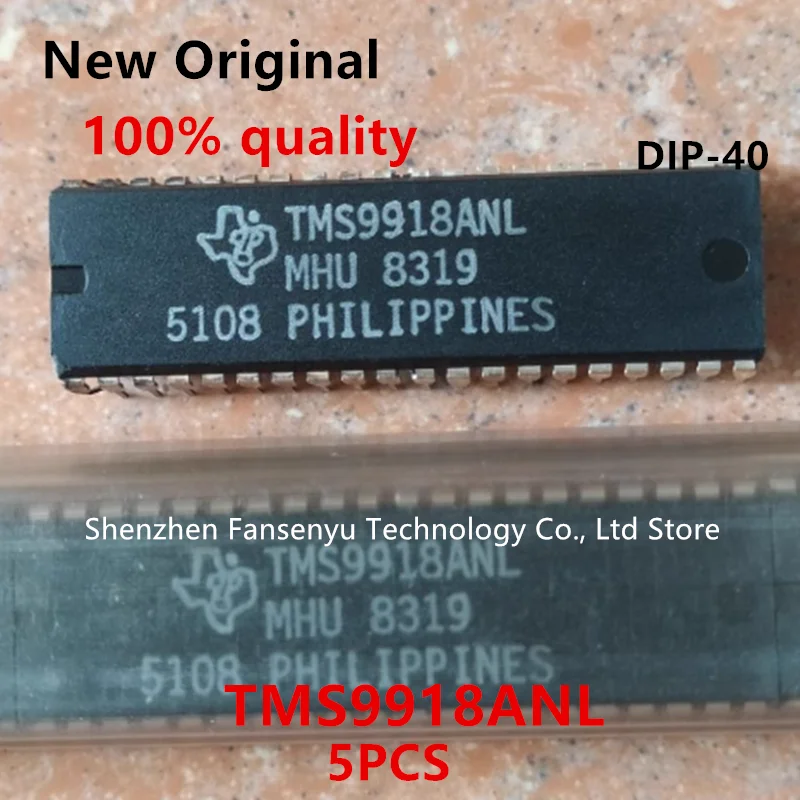 New Original
100% quality
DIP-40
TMS9918ANL
MHU 8319
5108 PHILIPPINES
Shenzhen Fansenyu Technology Co., Ltd Store
TMS9918ANL
MHU 8319
5108 PHILIPPINES
TMS9918ANL
5PCS